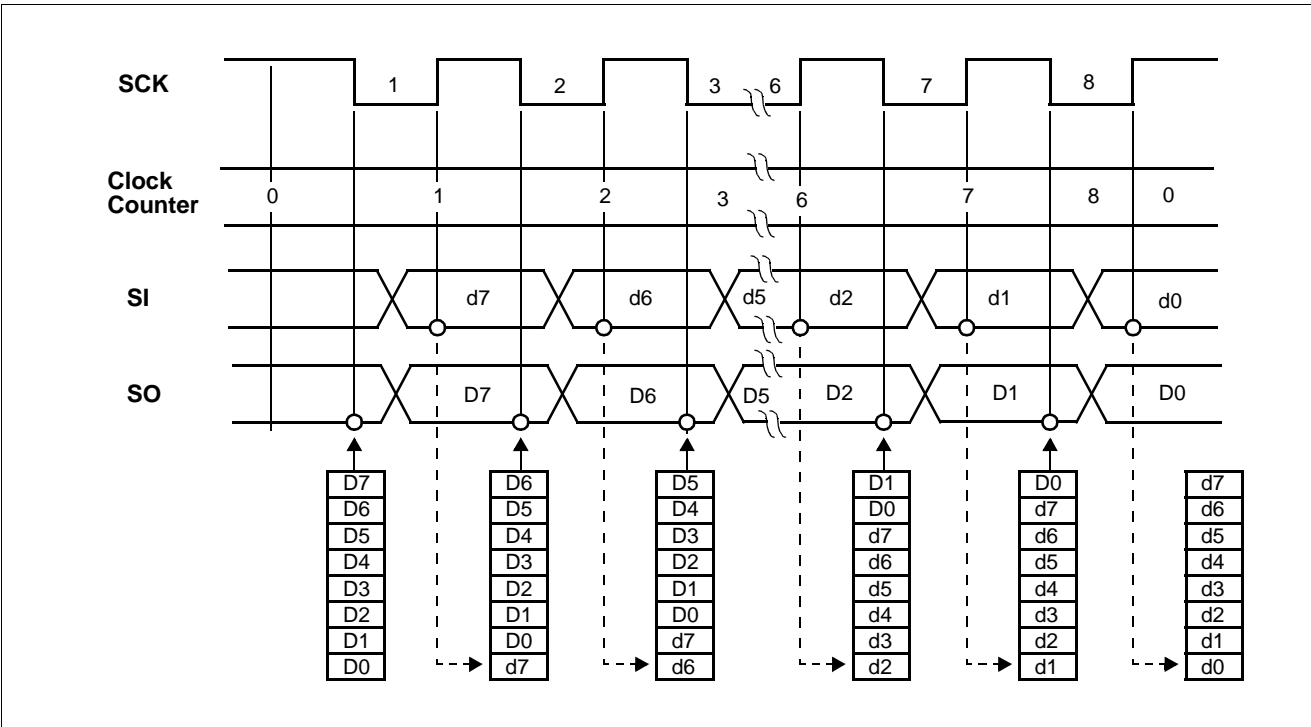 SCK 1 2 3 6 7 8
Clock
Counter
0 1 2 3 6 7 8 0
SI d7 d6 d5 d2 d1 d0
SO D7 D6 D5 D2 D1 D0
D7 D6 D5 D1 D0 d7
D6 D5 D4 D0 d7 d6
D5 D4 D3 d7 d6 d5
D4 D3 D2 d6 d5 d4
D3 D2 D1 d5 d4 d3
D2 D1 D0 d4 d3 d2
D1 D0 d7 d3 d2 d1
D0 d7 d6 d2 d1 d0